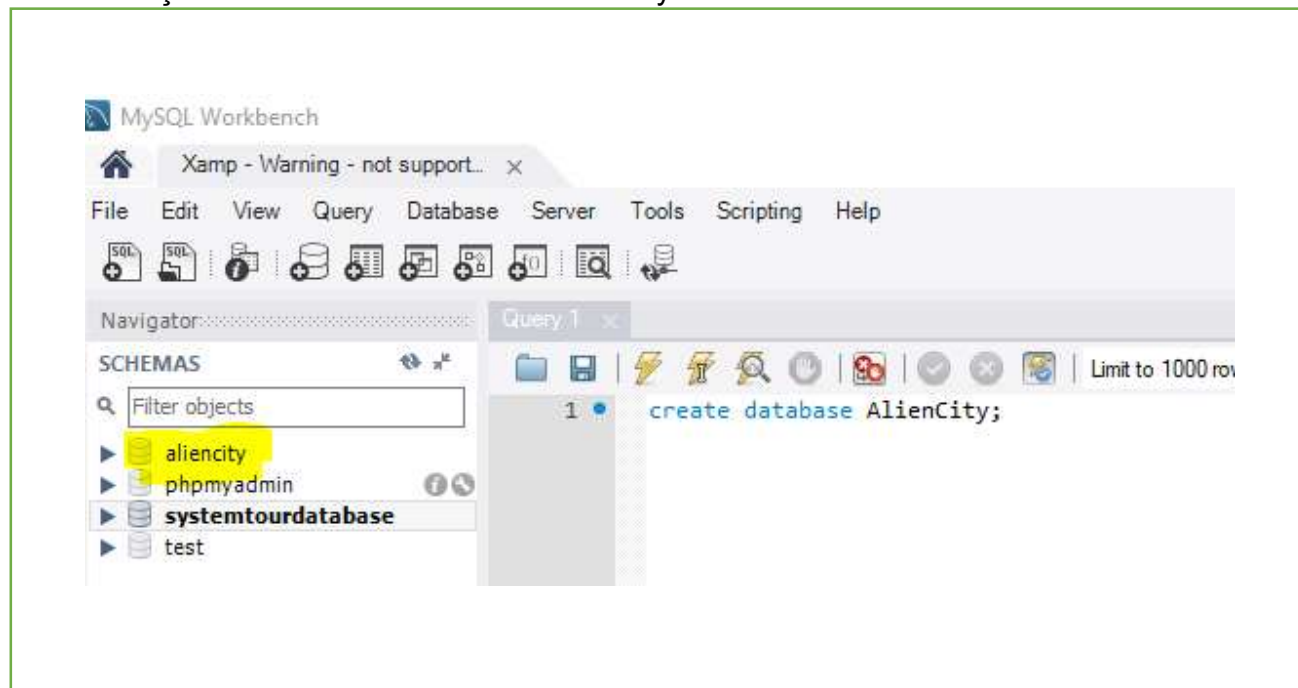 MySQL Workbench
Xamp - Warning - not support...
File Edit View Query Database Server Tools Scripting Help
Navigator
Query 1
SCHEMAS
Limit to 1000 row
Filter objects
1 create database AlienCity;
aliencity
phpmyadmin
systemtourdatabase
test